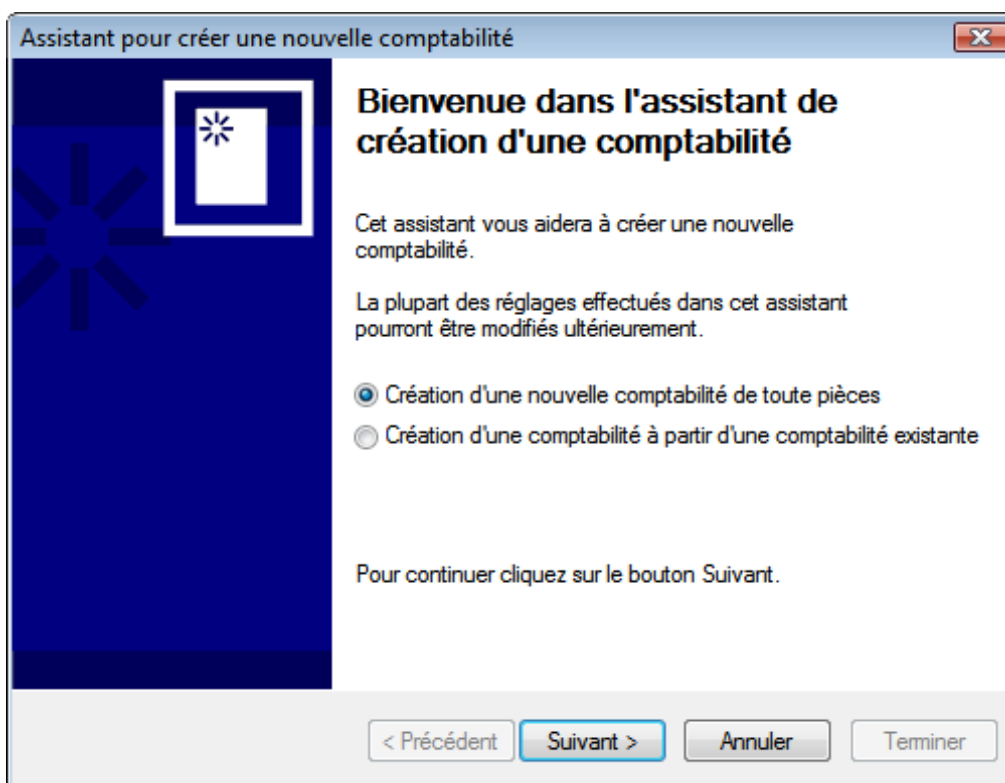 Assistant pour créer une nouvelle comptabilité
Bienvenue dans l'assistant de
création d'une comptabilité
Cet assistant vous aidera à créer une nouvelle
comptabilité.
La plupart des réglages effectués dans cet assistant
pourront être modifiés ultérieurement.
Création d'une nouvelle comptabilité de toute pièces
Création d'une comptabilité à partir d'une comptabilité existante
Pour continuer cliquez sur le bouton Suivant.
< Précédent Suivant > Annuler Terminer